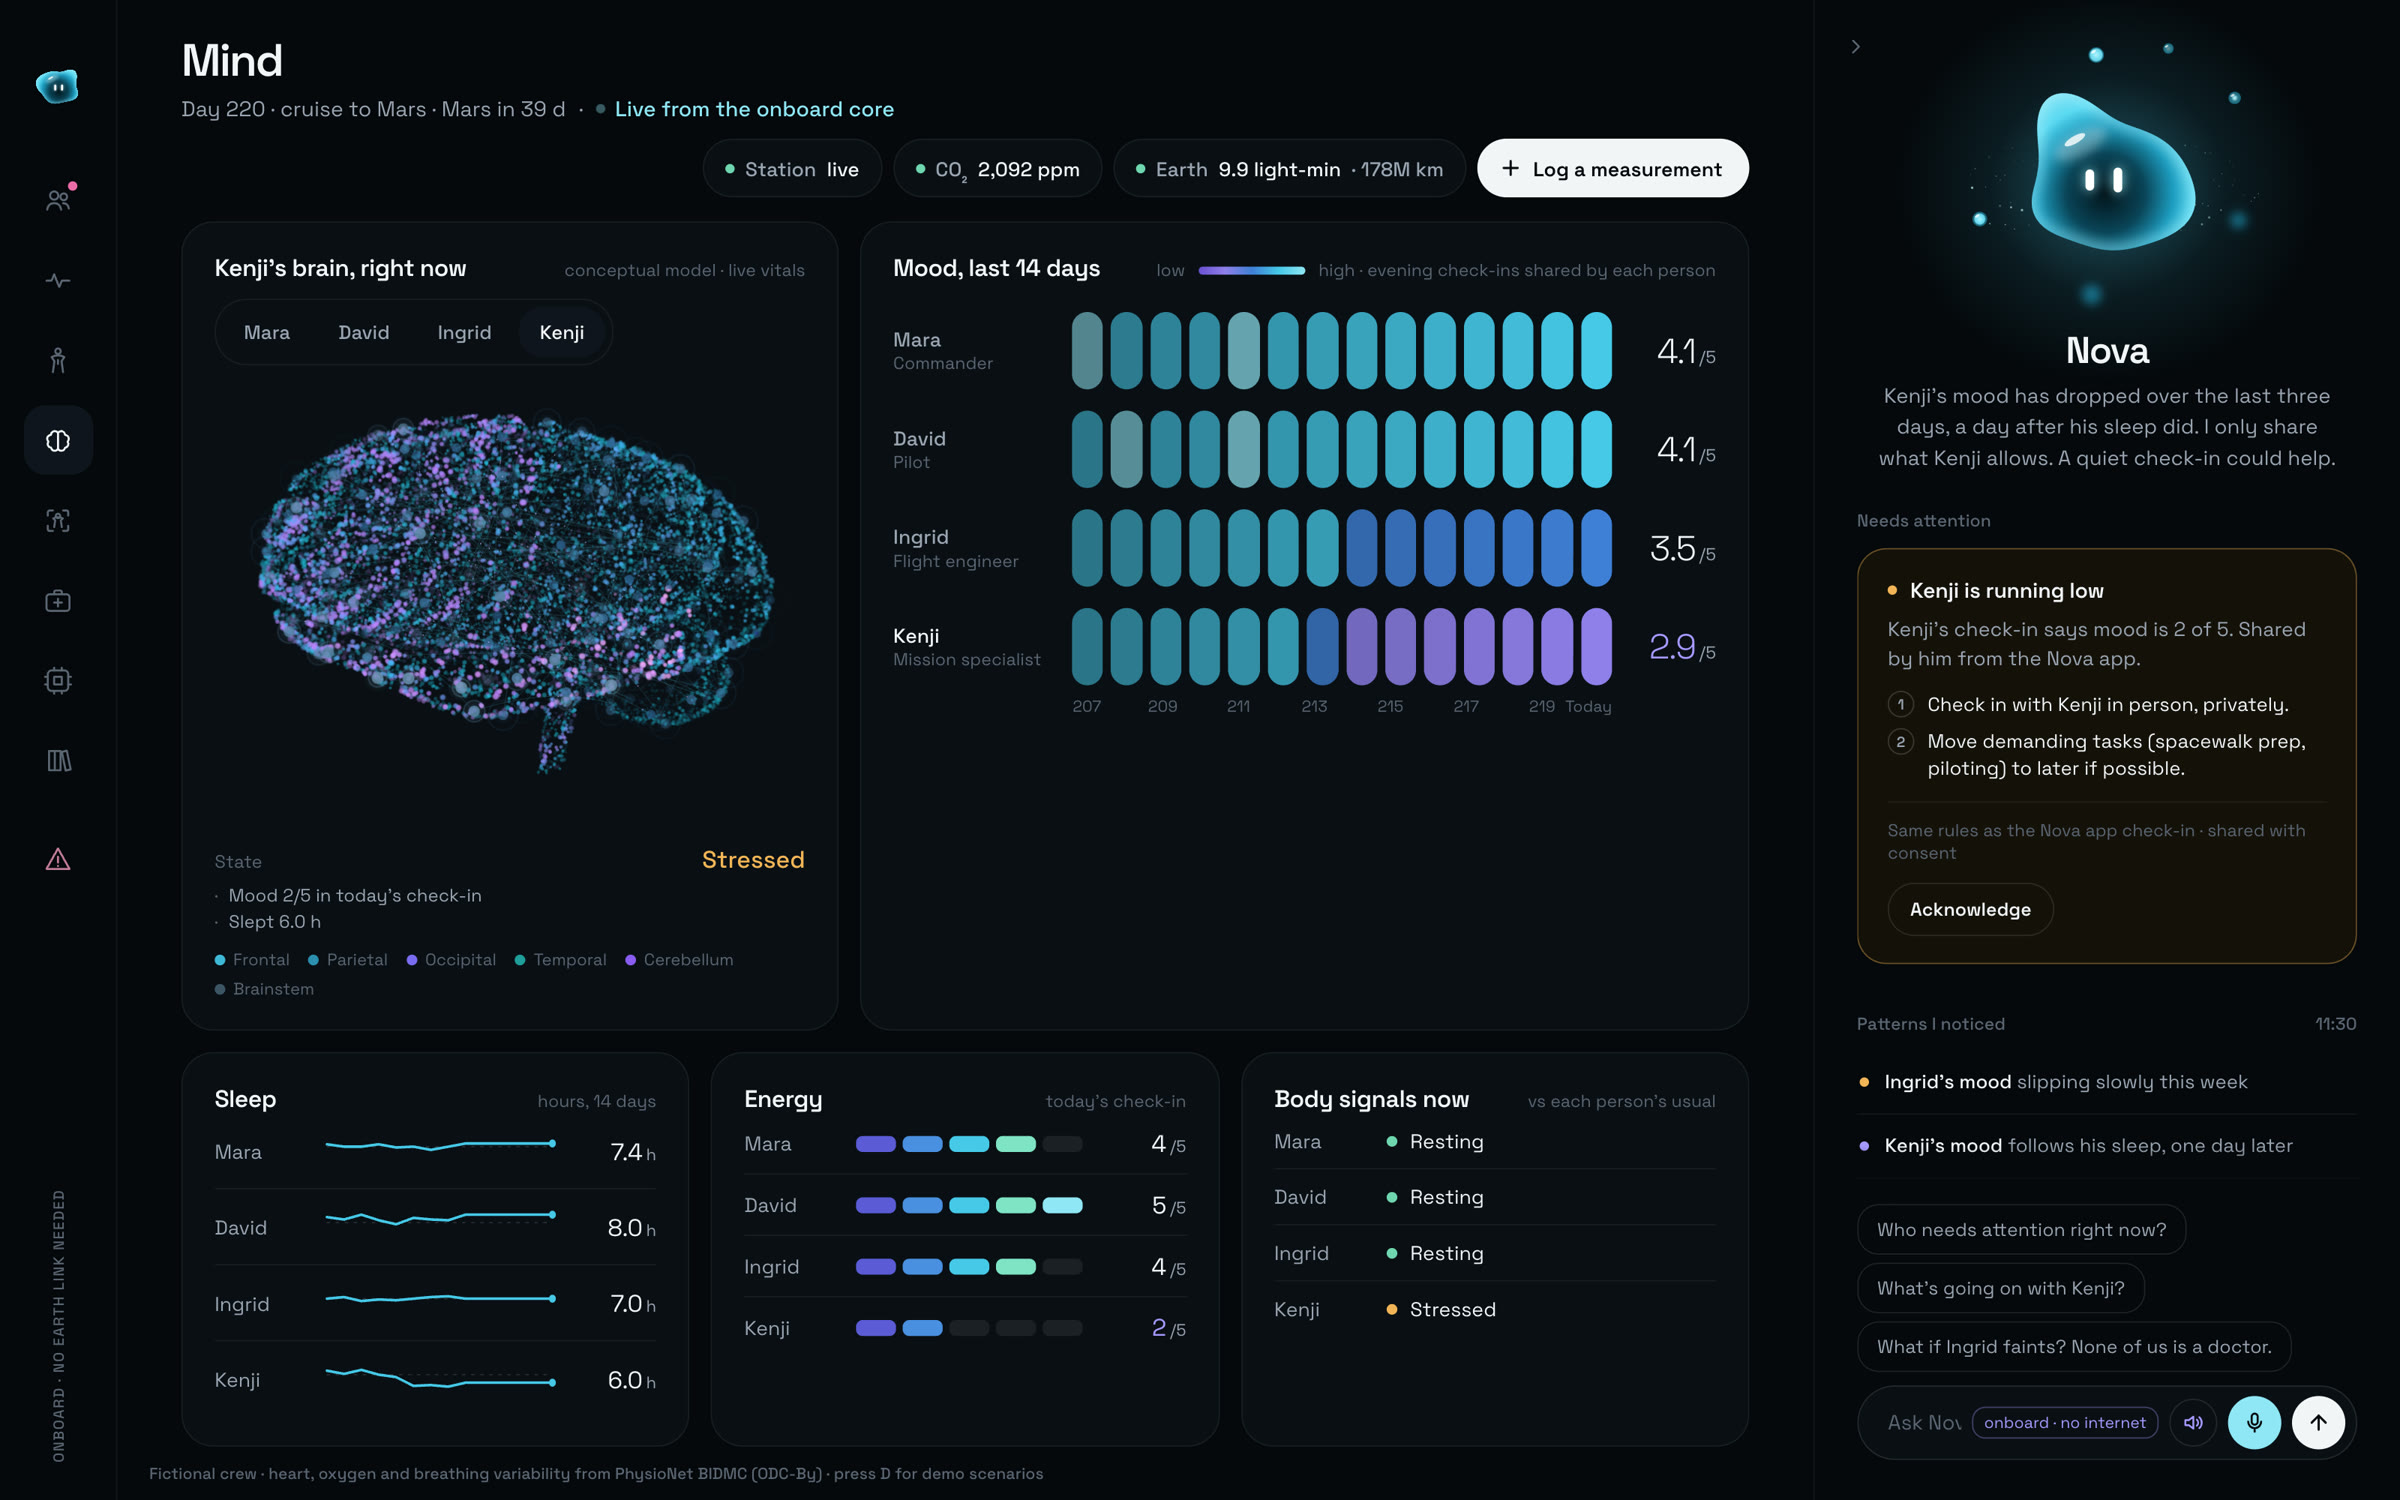 Mind
Day 220 · cruise to Mars · Mars in 39 d · Live from the onboard core
Station live
CO₂ 2,092 ppm
Earth 9.9 light-min · 178M km
+ Log a measurement
Kenji's brain, right now
conceptual model · live vitals
Mara David Ingrid Kenji
State
Stressed
· Mood 2/5 in today's check-in
· Slept 6.0 h
Frontal Parietal Occipital Temporal Cerebellum
Brainstem
Mood, last 14 days
low high · evening check-ins shared by each person
Mara
Commander
4.1/5
David
Pilot
4.1/5
Ingrid
Flight engineer
3.5/5
Kenji
Mission specialist
2.9/5
207 209 211 213 215 217 219 Today
Sleep
hours, 14 days
Mara 7.4 h
David 8.0 h
Ingrid 7.0 h
Kenji 6.0 h
Energy
today's check-in
Mara 4/5
David 5/5
Ingrid 4/5
Kenji 2/5
Body signals now
vs each person's usual
Mara Resting
David Resting
Ingrid Resting
Kenji Stressed
Fictional crew · heart, oxygen and breathing variability from PhysioNet BIDMC (ODC-By) · press D for demo scenarios
ONBOARD · NO EARTH LINK NEEDED
Nova
Kenji's mood has dropped over the last three
days, a day after his sleep did. I only share
what Kenji allows. A quiet check-in could help.
Needs attention
Kenji is running low
Kenji's check-in says mood is 2 of 5. Shared
by him from the Nova app.
1 Check in with Kenji in person, privately.
2 Move demanding tasks (spacewalk prep,
piloting) to later if possible.
Same rules as the Nova app check-in · shared with
consent
Acknowledge
Patterns I noticed
11:30
Ingrid's mood slipping slowly this week
Kenji's mood follows his sleep, one day later
Who needs attention right now?
What's going on with Kenji?
What if Ingrid faints? None of us is a doctor.
Ask Nov
onboard · no internet